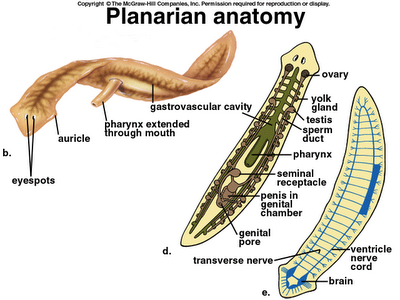 Copyright © The McGraw-Hill Companies, Inc. Permission required for reproduction or display.
Planarian anatomy
ovary
gastrovascular cavity
yolk
gland
pharynx extended
through mouth
testis
auricle
sperm
duct
b.
pharynx
eyespots
seminal
receptacle
penis in
genital
chamber
genital
pore
d.
transverse nerve
ventricle
nerve
cord
brain
e.